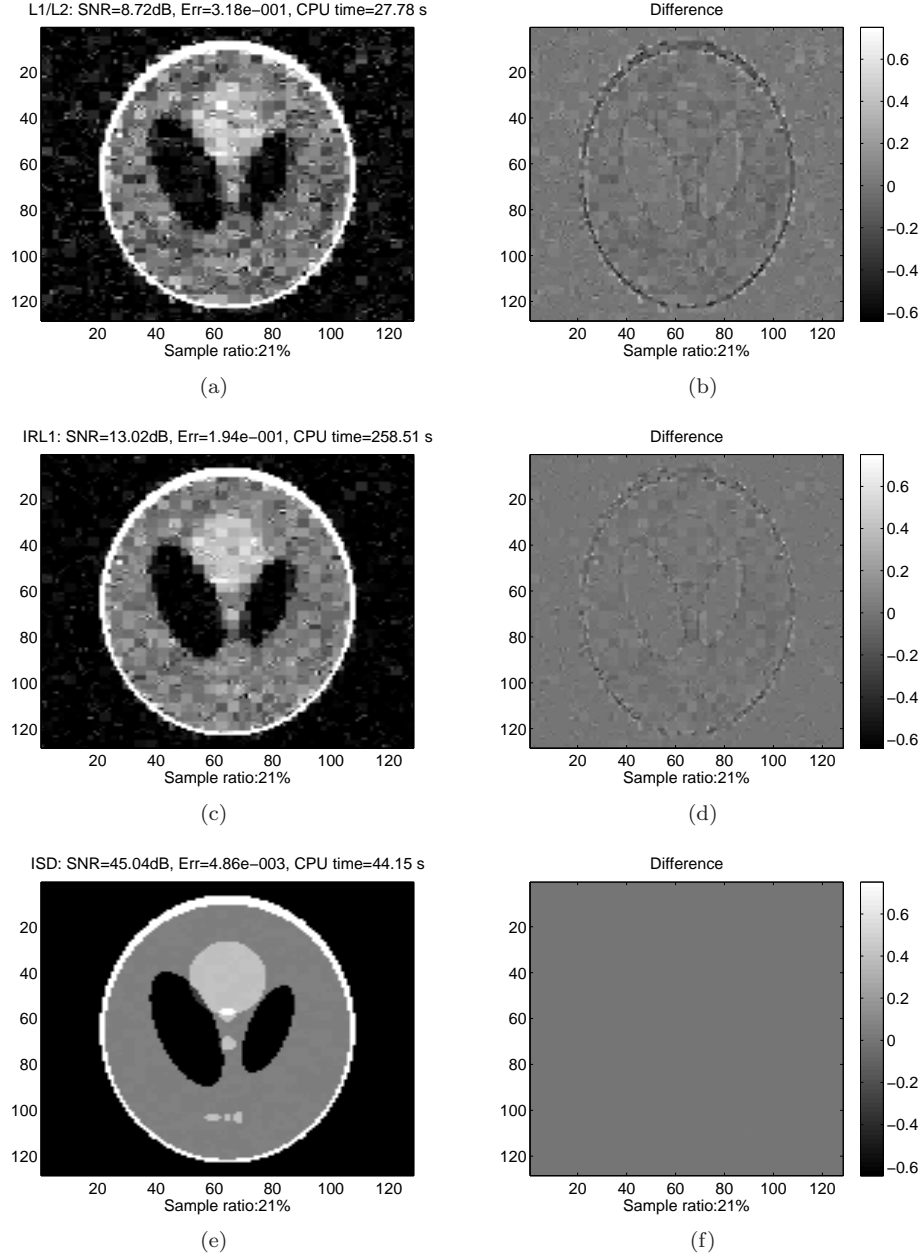 L1/L2: SNR=8.72dB, Err=3.18e-001, CPU time=27.78 s
20
40
60
80
100
120
20 40 60 80 100 120
Sample ratio:21%
(a)
Difference
20
40
60
80
100
120
20 40 60 80 100 120
Sample ratio:21%
0.6
0.4
0.2
0
−0.2
−0.4
−0.6
(b)
IRL1: SNR=13.02dB, Err=1.94e-001, CPU time=258.51 s
20
40
60
80
100
120
20 40 60 80 100 120
Sample ratio:21%
(c)
Difference
20
40
60
80
100
120
20 40 60 80 100 120
Sample ratio:21%
0.6
0.4
0.2
0
−0.2
−0.4
−0.6
(d)
ISD: SNR=45.04dB, Err=4.86e-003, CPU time=44.15 s
20
40
60
80
100
120
20 40 60 80 100 120
Sample ratio:21%
(e)
Difference
20
40
60
80
100
120
20 40 60 80 100 120
Sample ratio:21%
0.6
0.4
0.2
0
−0.2
−0.4
−0.6
(f)